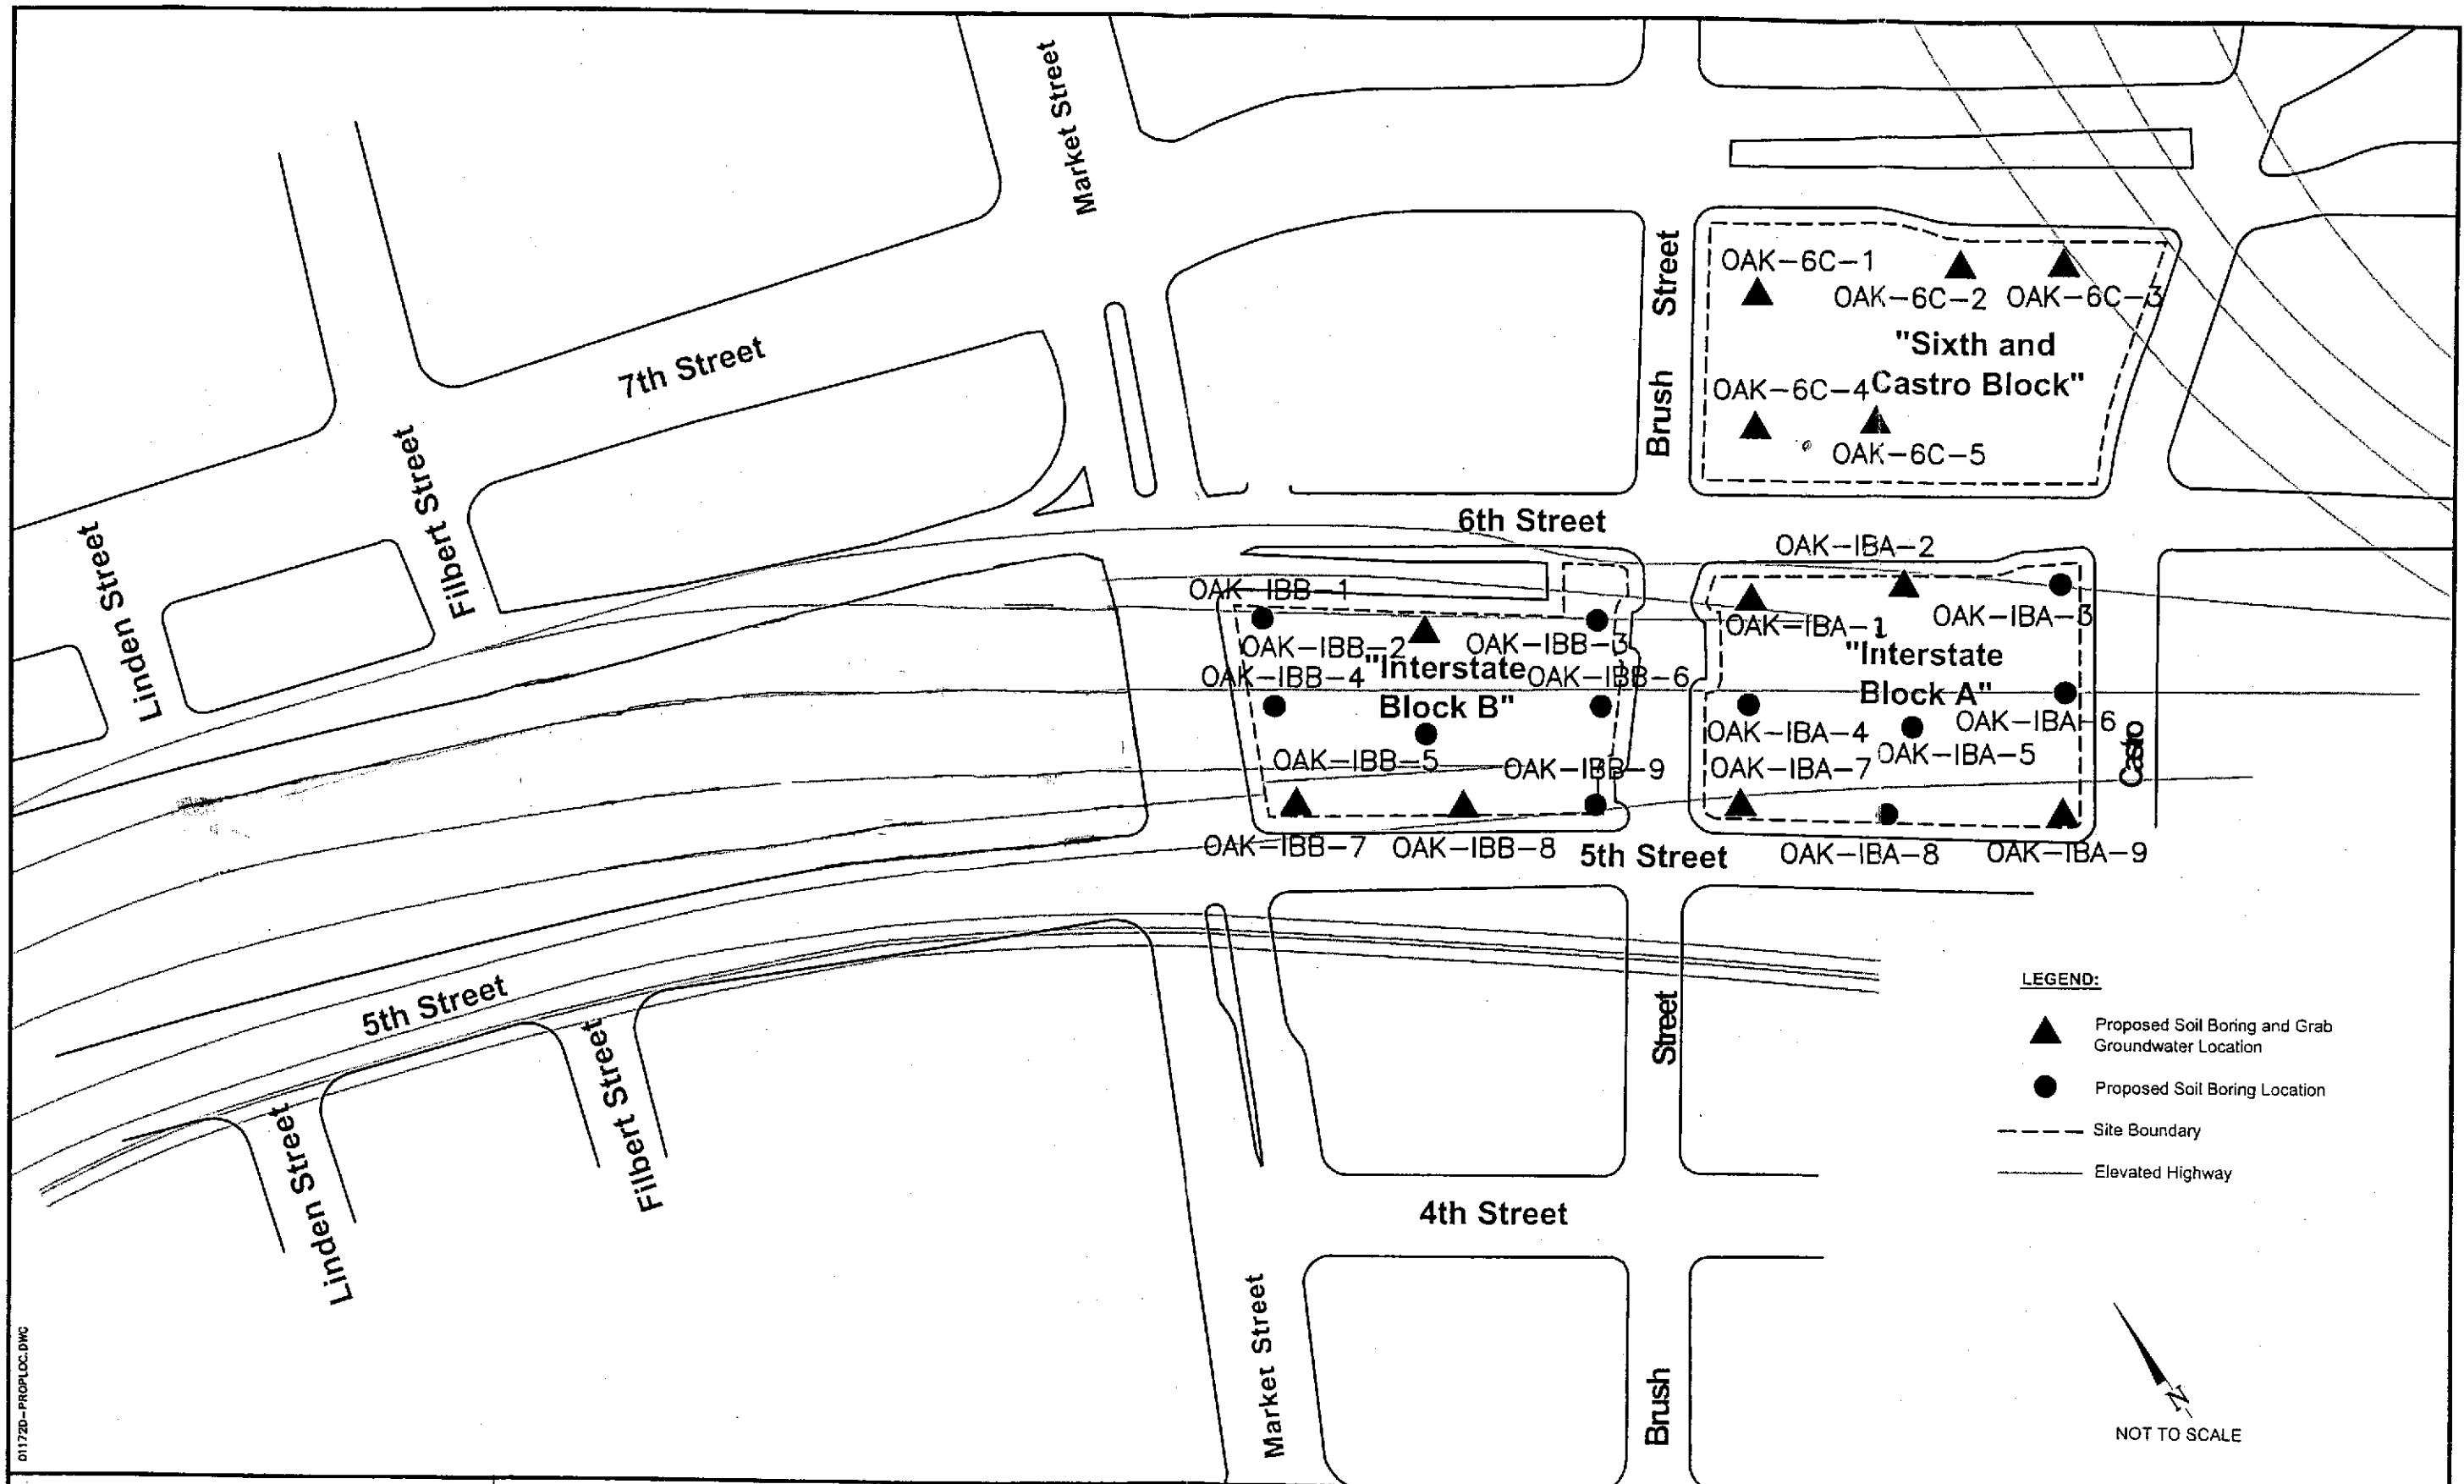 Market Street
Street
Brush
OAK-6C-1
OAK-6C-2
OAK-6C-3
"Sixth and
Castro Block"
OAK-6C-4
OAK-6C-5
7th Street
Filbert Street
Linden Street
6th Street
OAK-IBB-1
OAK-IBB-2
OAK-IBB-3
OAK-IBB-4
"Interstate
Block B"
OAK-IBB-6
OAK-IBB-5
OAK-IBB-9
OAK-IBB-7
OAK-IBB-8
OAK-IBA-2
OAK-IBA-1
OAK-IBA-3
"Interstate
Block A"
OAK-IBA-4
OAK-IBA-6
OAK-IBA-5
OAK-IBA-7
OAK-IBA-8
OAK-IBA-9
Castro
5th Street
5th Street
Linden Street
Filbert Street
Street
4th Street
Market Street
Brush
LEGEND:
Proposed Soil Boring and Grab
Groundwater Location
Proposed Soil Boring Location
Site Boundary
Elevated Highway
N
NOT TO SCALE
D1172D-PROPLOC.DWG